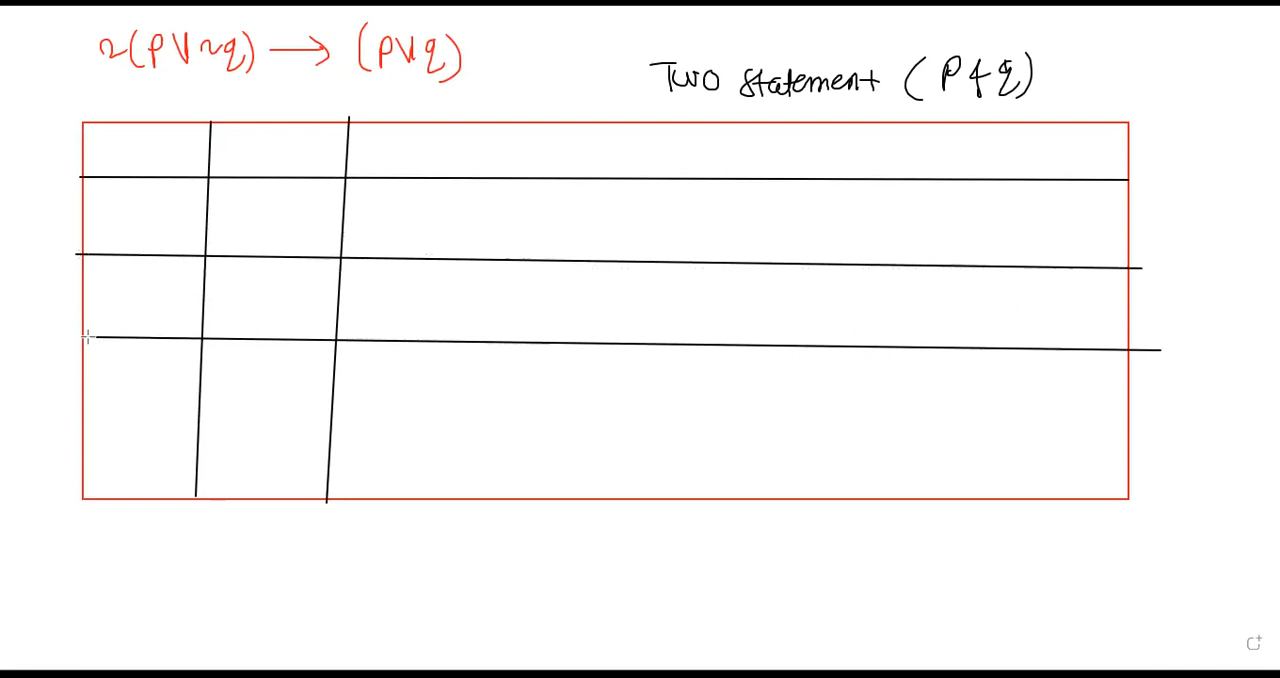 ~(p∨~q) → (p∨q)
Two statement (P & q)